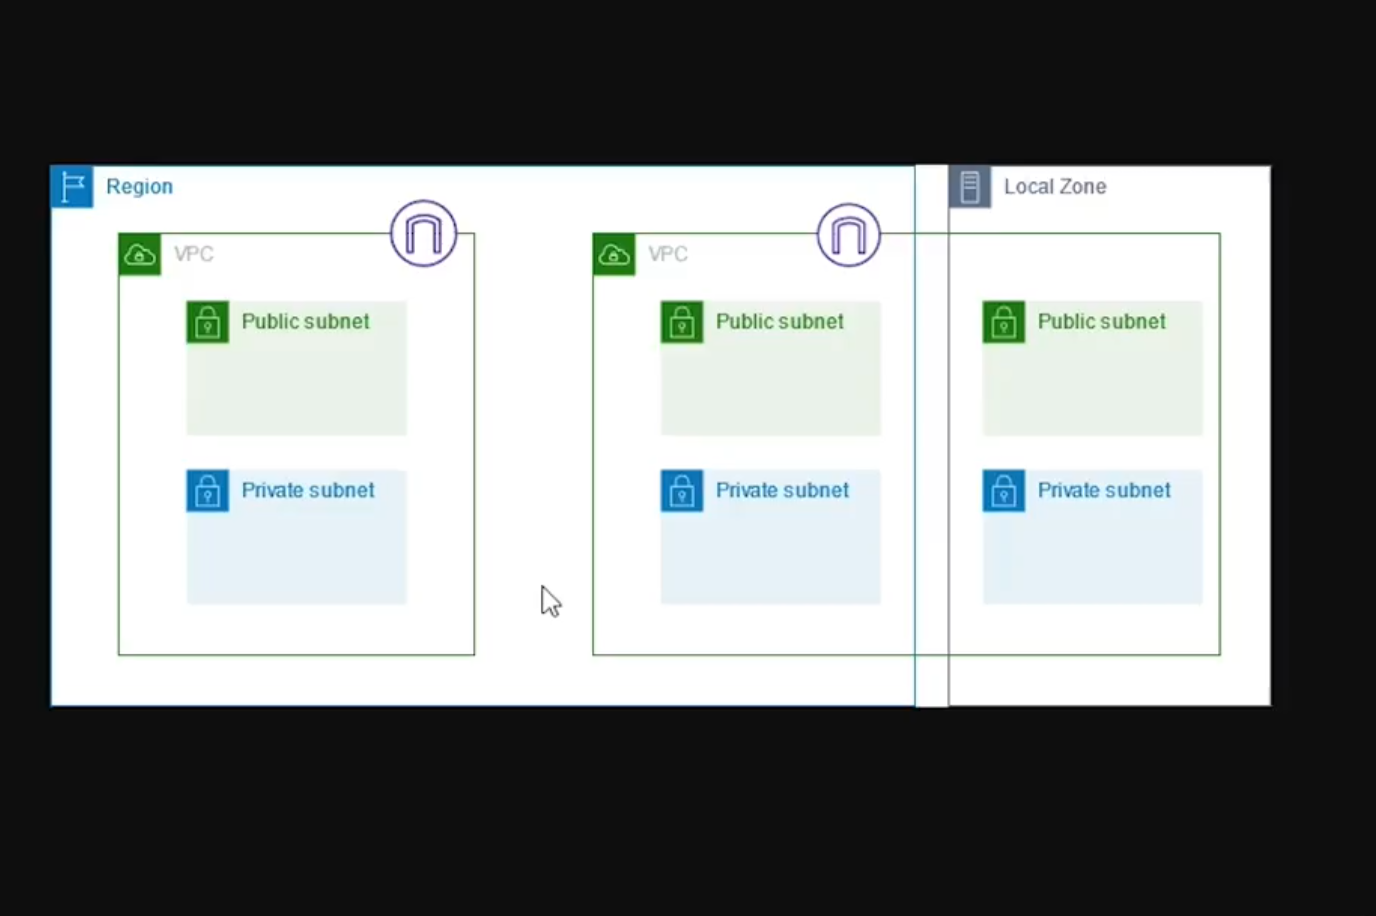 Region
Local Zone
VPC
VPC
Public subnet
Public subnet
Public subnet
Private subnet
Private subnet
Private subnet